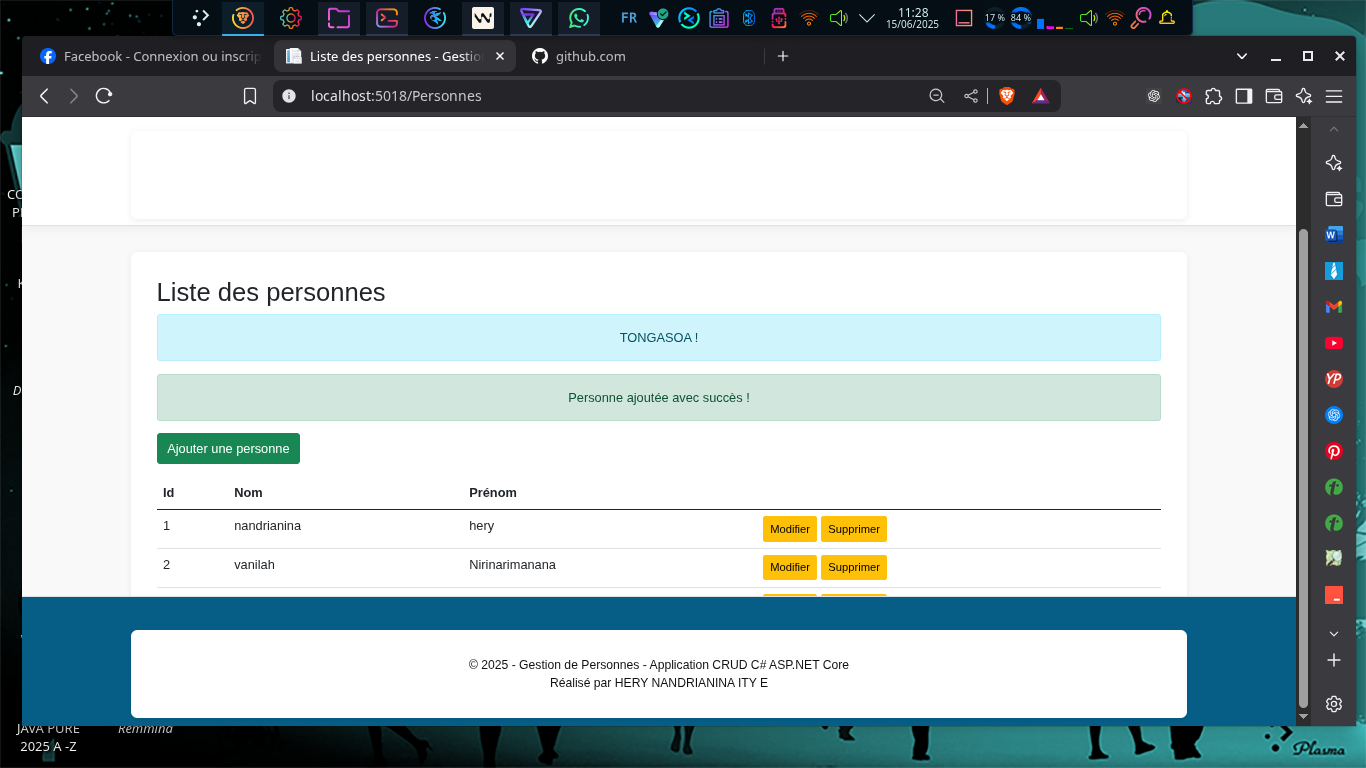 FR
11:28
15/06/2025
17 %
84 %
Facebook - Connexion ou inscrip
Liste des personnes - Gestio
github.com
localhost:5018/Personnes
Liste des personnes
TONGASOA !
Personne ajoutée avec succès !
Ajouter une personne
Id Nom Prénom
1 nandrianina hery Modifier Supprimer
2 vanilah Nirinarimanana Modifier Supprimer
© 2025 - Gestion de Personnes - Application CRUD C# ASP.NET Core
Réalisé par HERY NANDRIANINA ITY E
JAVA PURE
2025 A -Z
Remmina
Plasma